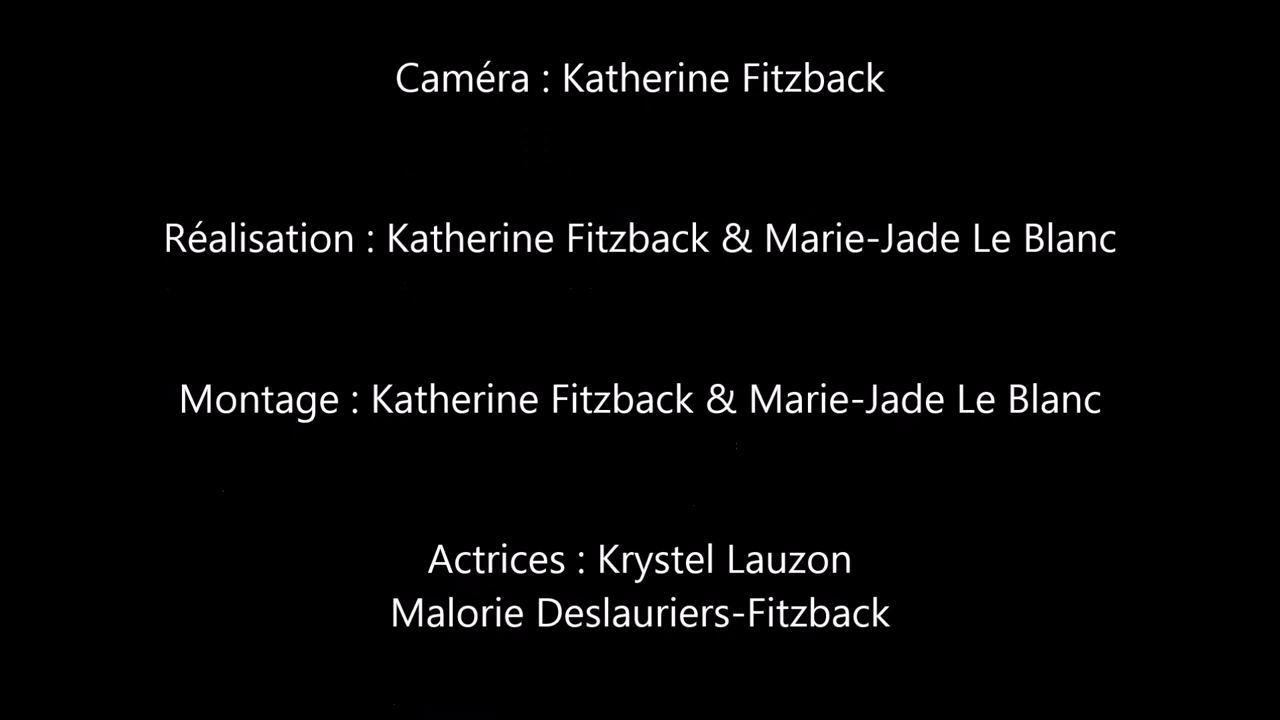 Caméra : Katherine Fitzback
Réalisation : Katherine Fitzback & Marie-Jade Le Blanc
Montage : Katherine Fitzback & Marie-Jade Le Blanc
Actrices : Krystel Lauzon
Malorie Deslauriers-Fitzback